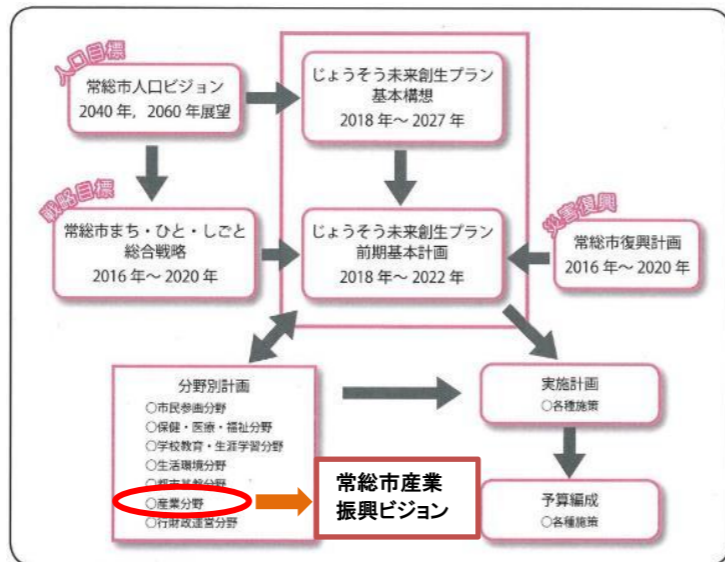 人口目標
常総市人口ビジョン
2040年，2060年展望
じょうそう未来創生プラン
基本構想
2018年～2027年
戦略目標
常総市まち・ひと・しごと
総合戦略
2016年～2020年
じょうそう未来創生プラン
前期基本計画
2018年～2022年
災害復興
常総市復興計画
2016年～2020年
分野別計画
○市民参画分野
○保健・医療・福祉分野
○学校教育・生涯学習分野
○生活環境分野
○都市基盤分野
○産業分野
○行財政運営分野
常総市産業
振興ビジョン
実施計画
○各種施策
予算編成
○各種施策